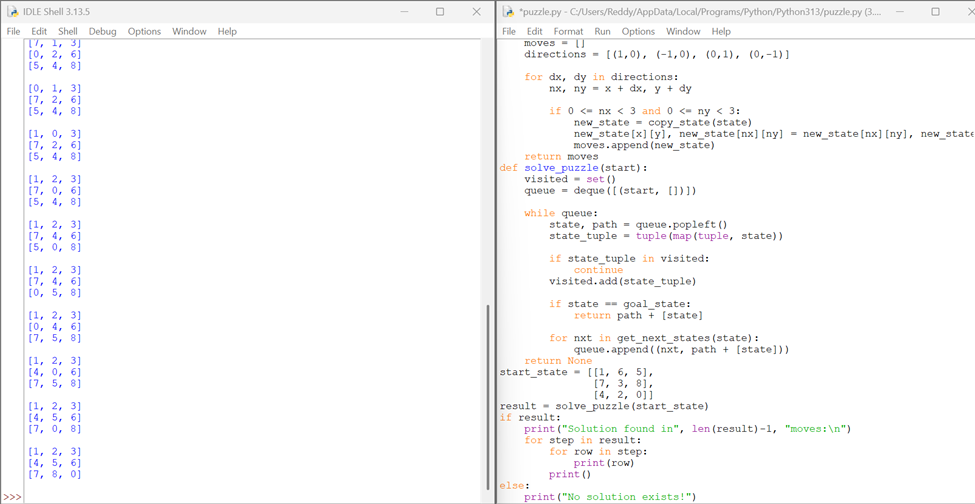 IDLE Shell 3.13.5
File Edit Shell Debug Options Window Help
[7, 1, 3]
[0, 2, 6]
[5, 4, 8]
[0, 1, 3]
[7, 2, 6]
[5, 4, 8]
[1, 0, 3]
[7, 2, 6]
[5, 4, 8]
[1, 2, 3]
[7, 0, 6]
[5, 4, 8]
[1, 2, 3]
[7, 4, 6]
[5, 0, 8]
[1, 2, 3]
[7, 4, 6]
[0, 5, 8]
[1, 2, 3]
[0, 4, 6]
[7, 5, 8]
[1, 2, 3]
[4, 0, 6]
[7, 5, 8]
[1, 2, 3]
[4, 5, 6]
[7, 0, 8]
[1, 2, 3]
[4, 5, 6]
[7, 8, 0]
>>>
*puzzle.py - C:/Users/Reddy/AppData/Local/Programs/Python/Python313/puzzle.py (3....
File Edit Format Run Options Window Help
moves = []
directions = [(1,0), (-1,0), (0,1), (0,-1)]
for dx, dy in directions:
nx, ny = x + dx, y + dy
if 0 <= nx < 3 and 0 <= ny < 3:
new_state = copy_state(state)
new_state[x][y], new_state[nx][ny] = new_state[nx][ny], new_state
moves.append(new_state)
return moves
def solve_puzzle(start):
visited = set()
queue = deque([(start, [])])
while queue:
state, path = queue.popleft()
state_tuple = tuple(map(tuple, state))
if state_tuple in visited:
continue
visited.add(state_tuple)
if state == goal_state:
return path + [state]
for nxt in get_next_states(state):
queue.append((nxt, path + [state]))
return None
start_state = [[1, 6, 5],
[7, 3, 8],
[4, 2, 0]]
result = solve_puzzle(start_state)
if result:
print("Solution found in", len(result)-1, "moves:\n")
for step in result:
for row in step:
print(row)
print()
else:
print("No solution exists!")